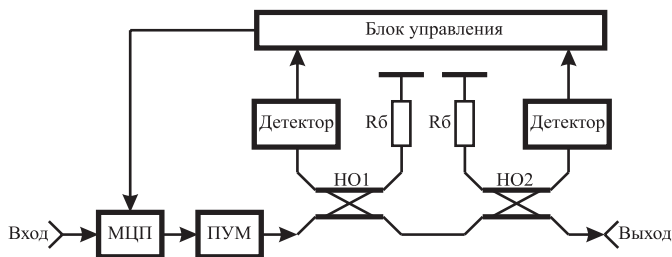 Блок управления
Детектор
Rб
Rб
Детектор
НО1
НО2
Вход
МЦП
ПУМ
Выход